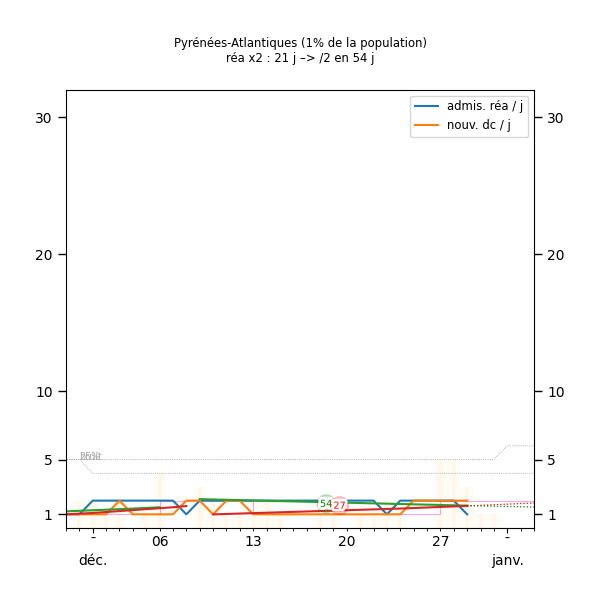 Pyrénées-Atlantiques (1% de la population)
réa x2 : 21 j –> /2 en 54 j
admis. réa / j
nouv. dc / j
30 30
20 20
10 10
5 5
1 1
54 27
- 06 13 20 27 -
déc. janv.